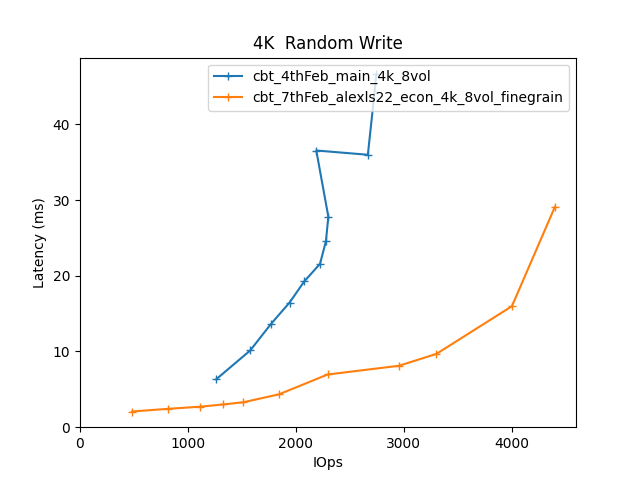 4K  Random Write
cbt_4thFeb_main_4k_8vol
cbt_7thFeb_alexls22_econ_4k_8vol_finegrain
Latency (ms)
40
30
20
10
0
0 1000 2000 3000 4000
IOps